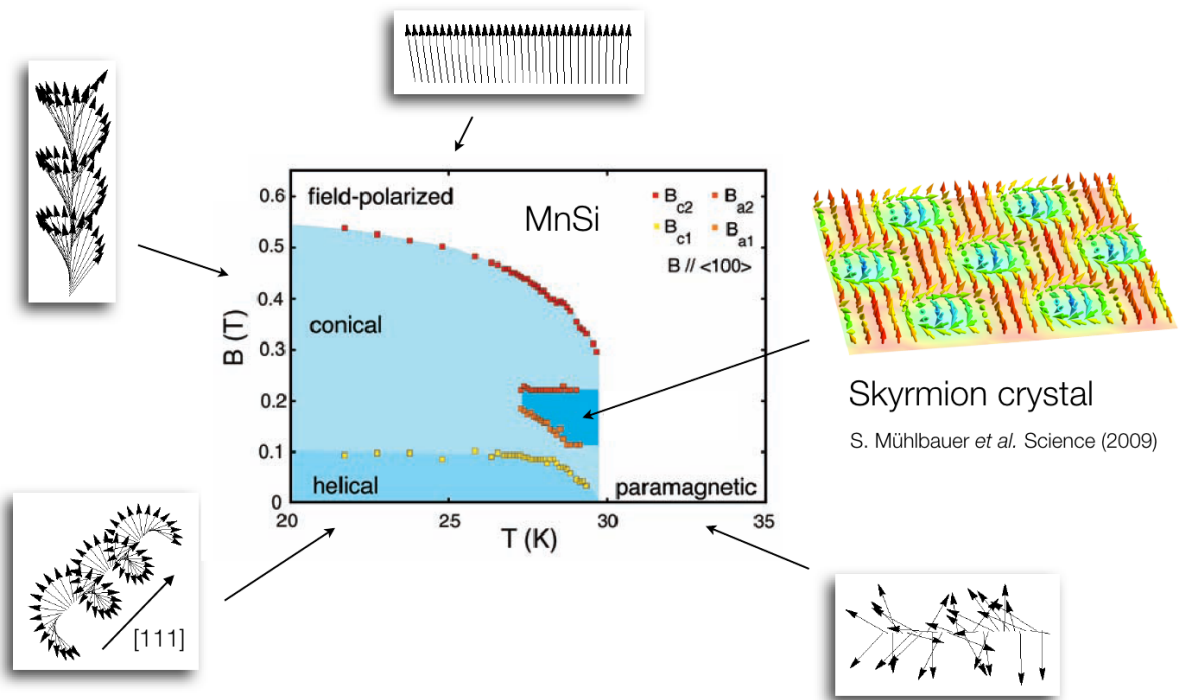 field-polarized
MnSi
B_c2
B_a2
B_c1
B_a1
B // <100>
conical
helical
paramagnetic
B (T)
0.6
0.5
0.4
0.3
0.2
0.1
0
20
25
30
35
T (K)
Skyrmion crystal
S. Mühlbauer et al. Science (2009)
[111]